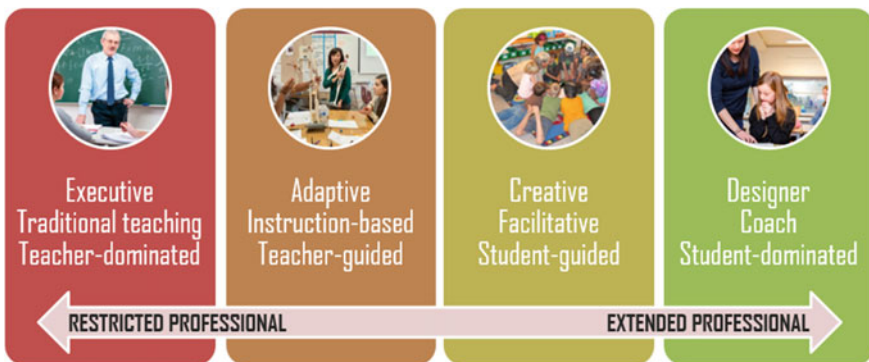 Executive
Traditional teaching
Teacher-dominated
Adaptive
Instruction-based
Teacher-guided
Creative
Facilitative
Student-guided
Designer
Coach
Student-dominated
RESTRICTED PROFESSIONAL
EXTENDED PROFESSIONAL